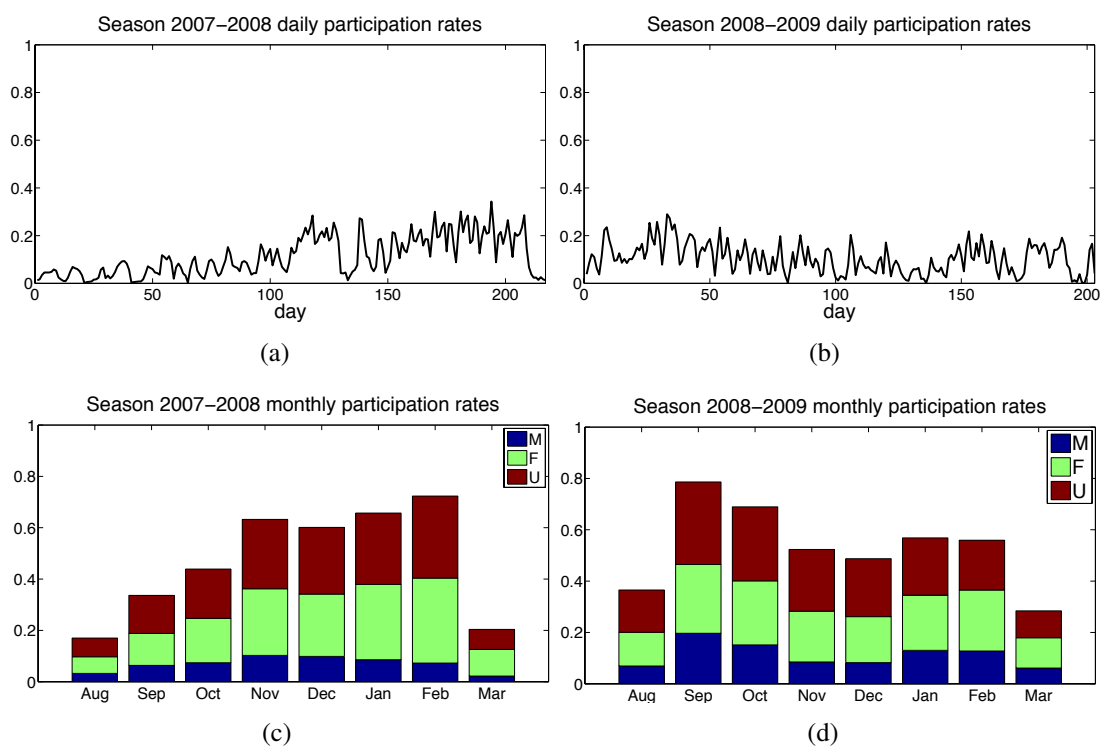 Season 2007–2008 daily participation rates
1
0.8
0.6
0.4
0.2
0
0
50
100
150
200
day
(a)
Season 2008–2009 daily participation rates
1
0.8
0.6
0.4
0.2
0
0
50
100
150
200
day
(b)
Season 2007–2008 monthly participation rates
1
0.8
0.6
0.4
0.2
0
M
F
U
Aug Sep Oct Nov Dec Jan Feb Mar
(c)
Season 2008–2009 monthly participation rates
1
0.8
0.6
0.4
0.2
0
M
F
U
Aug Sep Oct Nov Dec Jan Feb Mar
(d)